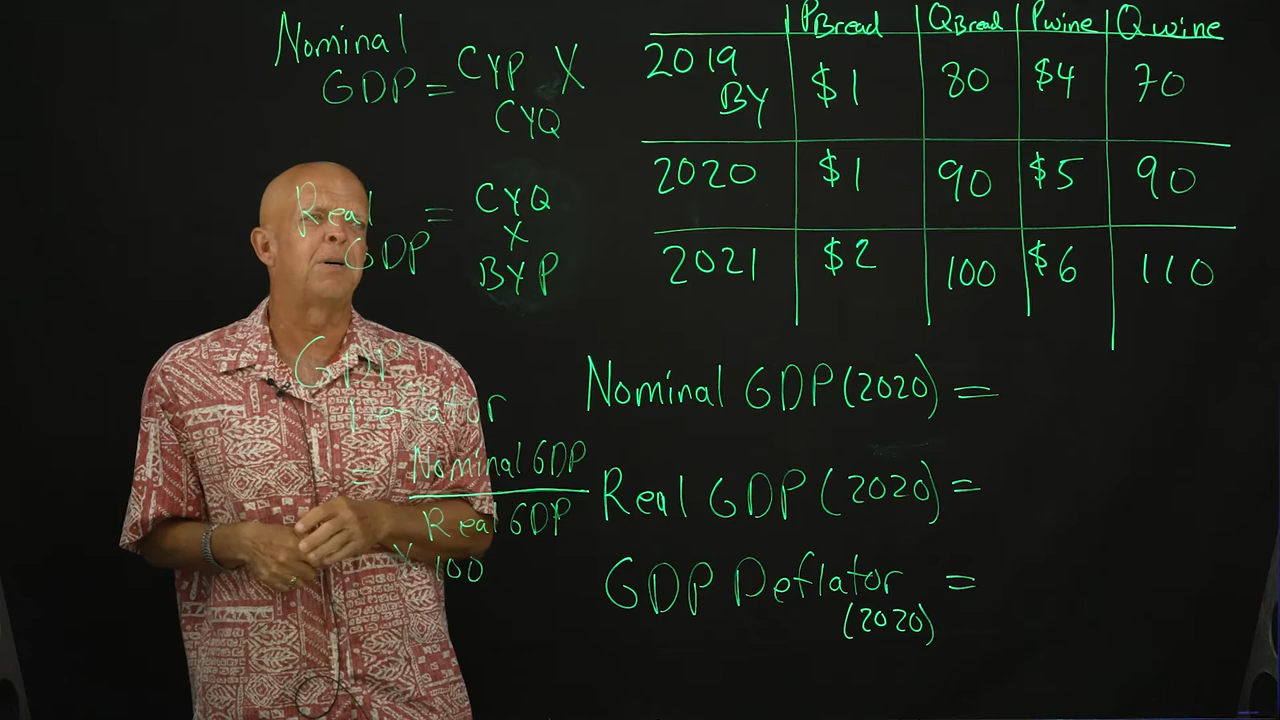 Nominal
GDP = CYP X
CYQ
Real
GDP = CYQ
X
BYP
GDP
Deflator
= Nominal GDP
Real GDP
X 100
PBread QBread Pwine Qwine
2019 BY $1 80 $4 70
2020 $1 90 $5 90
2021 $2 100 $6 110
Nominal GDP (2020) =
Real GDP (2020) =
GDP Deflator =
(2020)